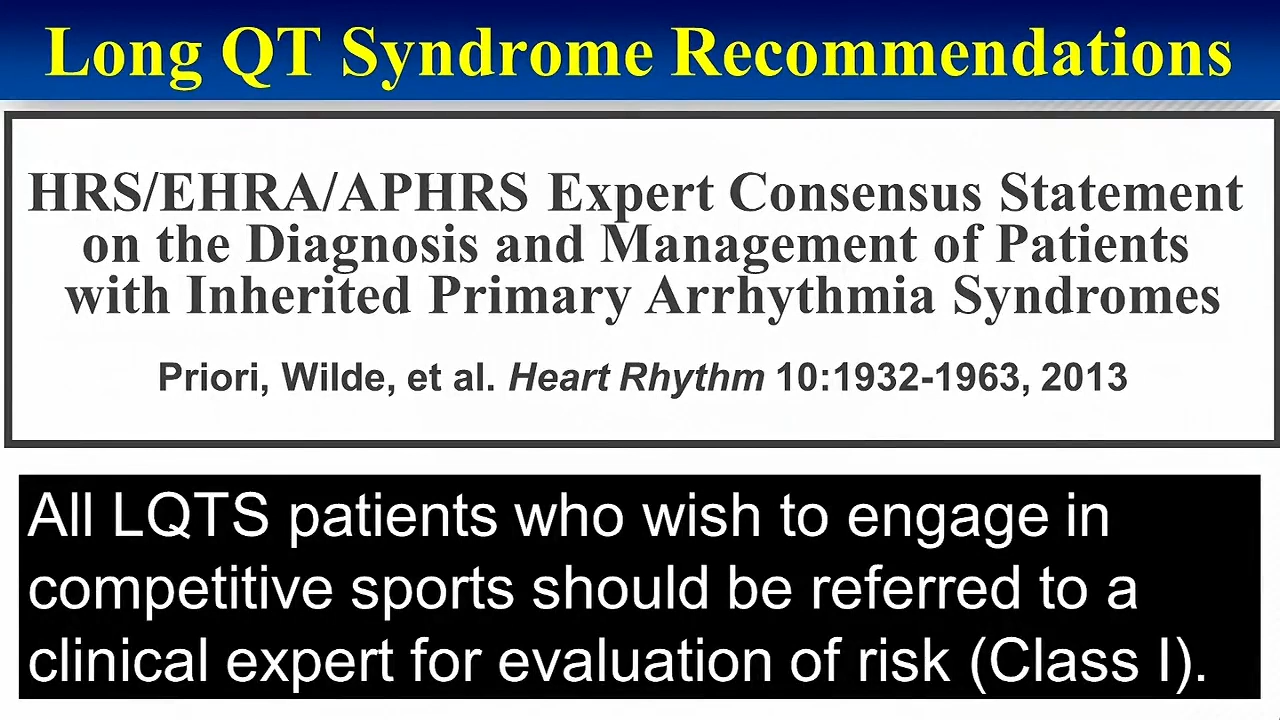 Long QT Syndrome Recommendations
HRS/EHRA/APHRS Expert Consensus Statement
on the Diagnosis and Management of Patients
with Inherited Primary Arrhythmia Syndromes
Priori, Wilde, et al. Heart Rhythm 10:1932-1963, 2013
All LQTS patients who wish to engage in
competitive sports should be referred to a
clinical expert for evaluation of risk (Class I).